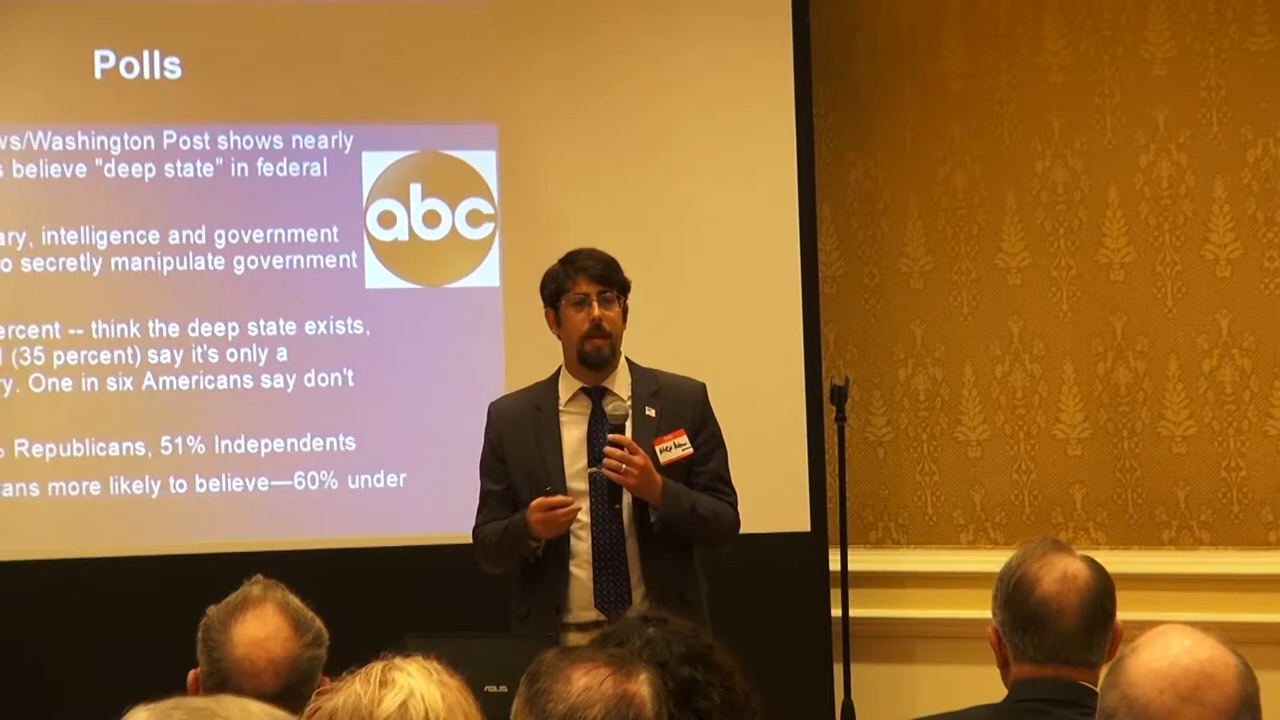 Polls
ws/Washington Post shows nearly
s believe "deep state" in federal
abc
ary, intelligence and government
o secretly manipulate government
ercent -- think the deep state exists,
(35 percent) say it's only a
ry. One in six Americans say don't
Republicans, 51% Independents
ans more likely to believe—60% under
ASUS